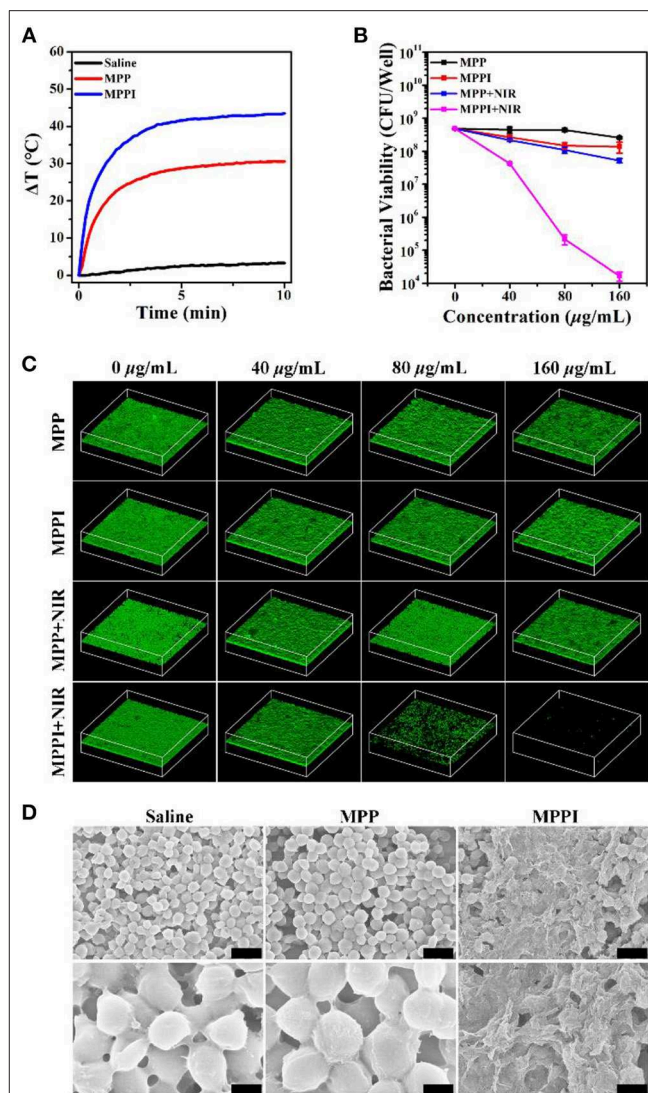 A
60
50
40
30
20
10
0
ΔT (°C)
Saline
MPP
MPPI
0 5 10
Time (min)
B
10¹¹
10¹⁰
10⁹
10⁸
10⁷
10⁶
10⁵
10⁴
Bacterial Viability (CFU/Well)
MPP
MPPI
MPP+NIR
MPPI+NIR
0 40 80 160
Concentration (μg/mL)
C
0 μg/mL 40 μg/mL 80 μg/mL 160 μg/mL
MPP
MPPI
MPP+NIR
MPPI+NIR
D
Saline MPP MPPI